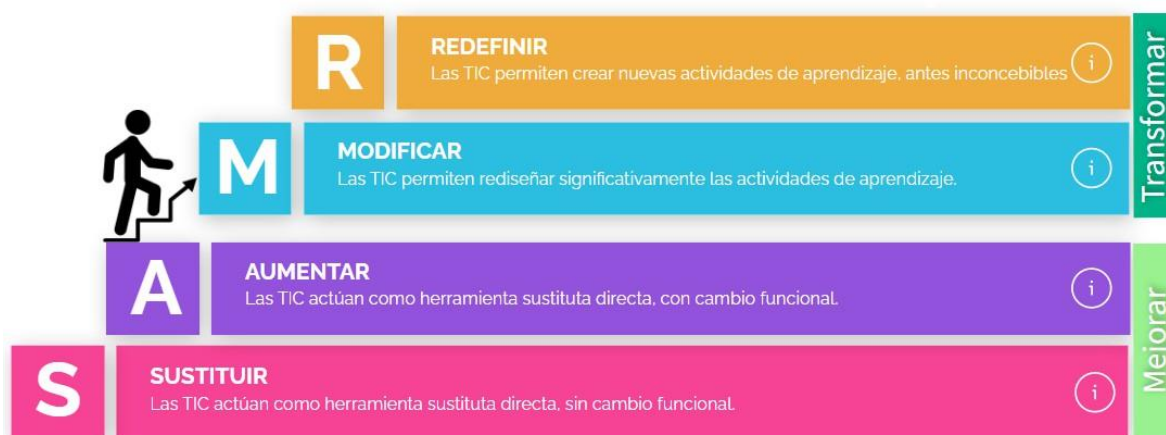 R
REDEFINIR
Las TIC permiten crear nuevas actividades de aprendizaje, antes inconcebibles
i
M
MODIFICAR
Las TIC permiten rediseñar significativamente las actividades de aprendizaje.
i
Transformar
A
AUMENTAR
Las TIC actúan como herramienta sustituta directa, con cambio funcional.
i
S
SUSTITUIR
Las TIC actúan como herramienta sustituta directa, sin cambio funcional.
i
Mejorar